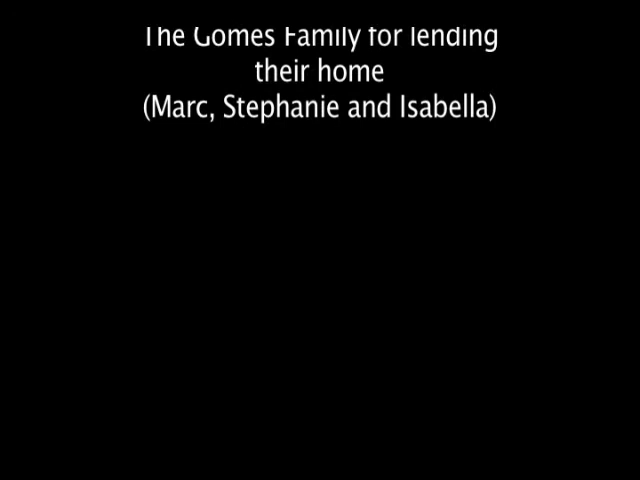 The Gomes Family for lending
their home
(Marc, Stephanie and Isabella)